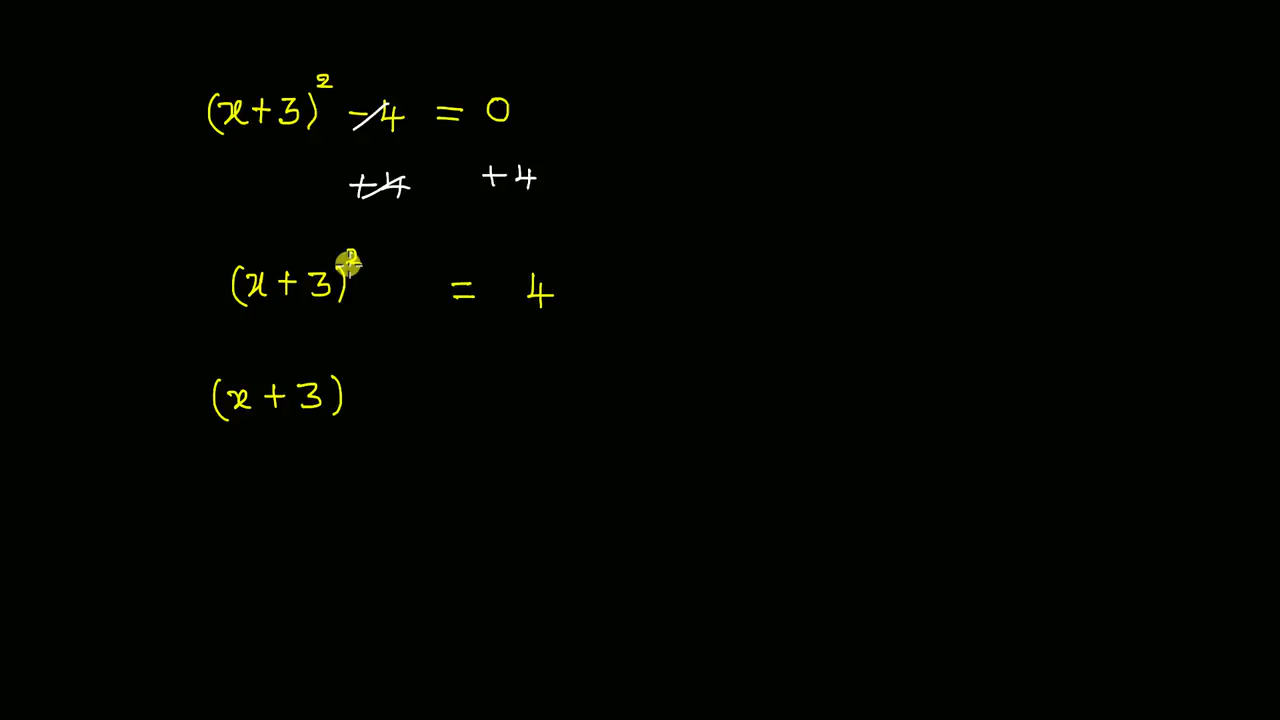 (x+3)² -4 = 0
+4 +4
(x+3)² = 4
(x+3)